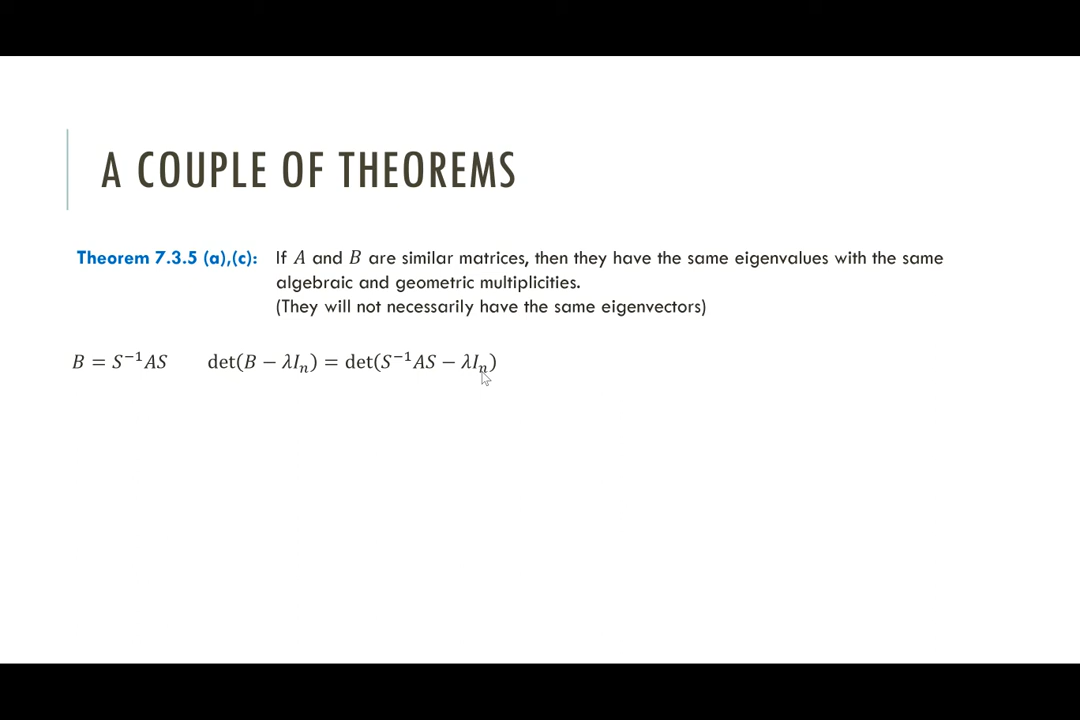 A COUPLE OF THEOREMS
Theorem 7.3.5 (a),(c): If A and B are similar matrices, then they have the same eigenvalues with the same
algebraic and geometric multiplicities.
(They will not necessarily have the same eigenvectors)
B = S⁻¹AS det(B − λIₙ) = det(S⁻¹AS − λIₙ)